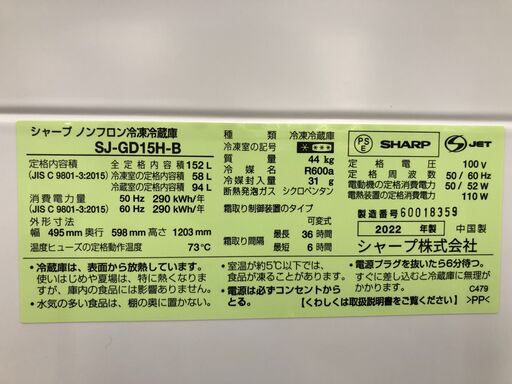 シャープ ノンフロン冷凍冷蔵庫
SJ-GD15H-B
定格内容積 全定格内容積 152 L
(JIS C 9801-3:2015) 冷凍室の定格内容積 58 L
冷蔵室の定格内容積 94 L
消費電力量 50 Hz 290 kWh/年
(JIS C 9801-3:2015) 60 Hz 290 kWh/年
外形寸法
幅 495 mm 奥行 598 mm 高さ 1203 mm
温度ヒューズの定格動作温度 73℃
種類 冷凍冷蔵庫
冷凍室の記号 ****
質量 44 kg
冷媒 R600a
冷媒封入量 31 g
断熱発泡ガス シクロペンタン
霜取り制御装置のタイプ
可変式
霜取り間隔 最長 36 時間
最短 6 時間
PS E SHARP S JET
定格電圧 100 V
定格周波数 50 / 60 Hz
電動機の定格消費電力 50 / 52 W
電熱装置の定格消費電力 110 W
製造番号 60018359
2022 年製 中国製
シャープ株式会社
・冷蔵庫は、表面から放熱しています。
使いはじめや夏場は、特に熱くなりますが、庫内の食品には影響ありません。
・水気の多い食品は、棚の奥に置かない。
・室温が約5℃以下では、食品が凍ることがあります。
・電源は必ずコンセントからとる。
・電源プラグを抜いたら6分待つ。
すぐに差し込むと冷蔵庫に無理がかかります。 C479
【くわしくは取扱説明書をご覧ください】 >PP<